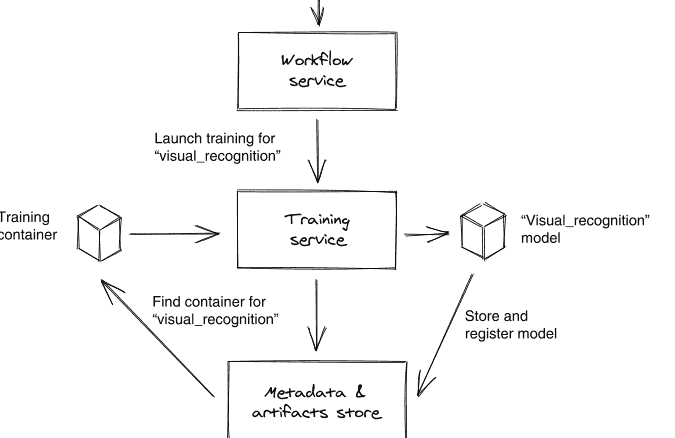 Workflow
service
Launch training for
“visual_recognition”
Training
container
Training
service
“Visual_recognition”
model
Find container for
“visual_recognition”
Store and
register model
Metadata &
artifacts store